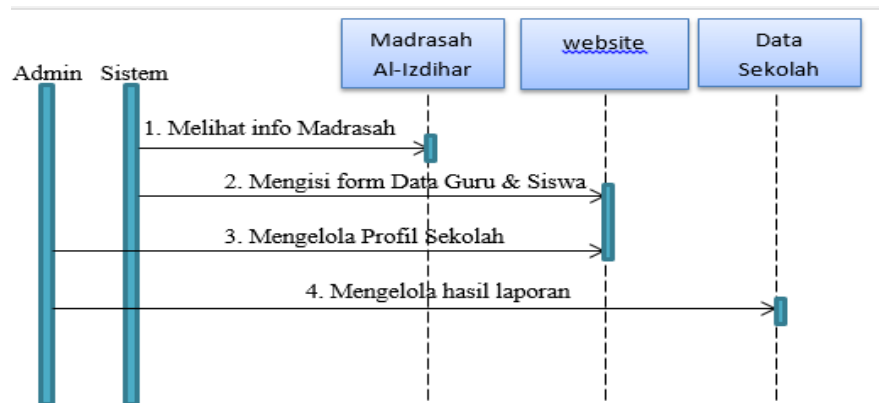 Madrasah
Al-Izdihar
website
Data
Sekolah
Admin
Sistem
1. Melihat info Madrasah
2. Mengisi form Data Guru & Siswa
3. Mengelola Profil Sekolah
4. Mengelola hasil laporan